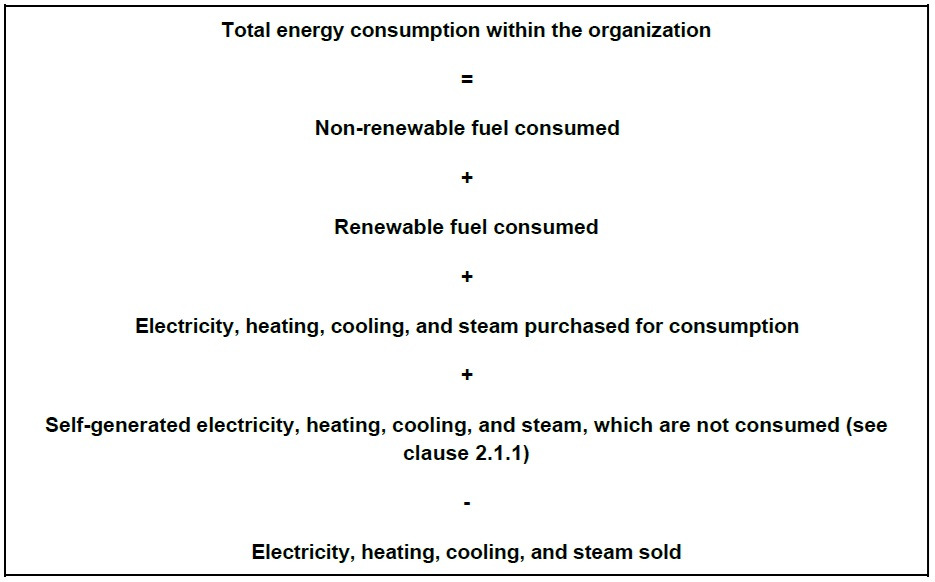 Total energy consumption within the organization
=
Non-renewable fuel consumed
+
Renewable fuel consumed
+
Electricity, heating, cooling, and steam purchased for consumption
+
Self-generated electricity, heating, cooling, and steam, which are not consumed (see
clause 2.1.1)
-
Electricity, heating, cooling, and steam sold